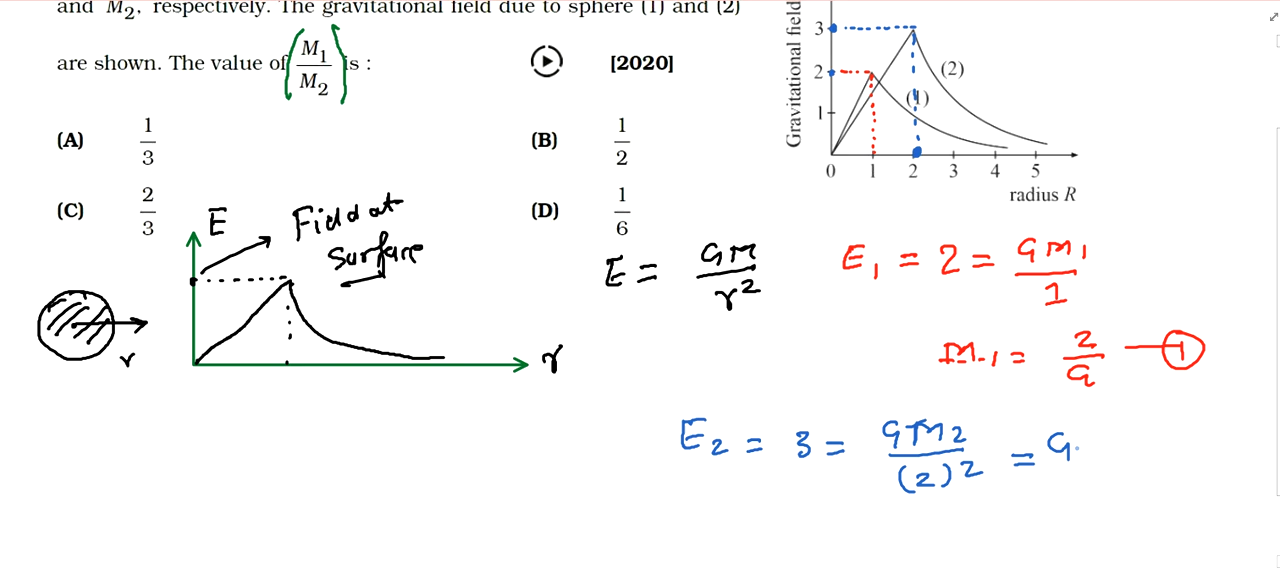 and M₂, respectively. The gravitational field due to sphere (1) and (2)
are shown. The value of (M₁/M₂) is :
[2020]
(A) 1/3
(B) 1/2
(C) 2/3
(D) 1/6
Gravitational field
3
2
1
(2)
(1)
0 1 2 3 4 5
radius R
E
Field at
surface
r
r
E = GM/r²
E₁ = 2 = GM₁/1
M₁ = 2/G — ①
E₂ = 3 = GM₂/(2)² = G